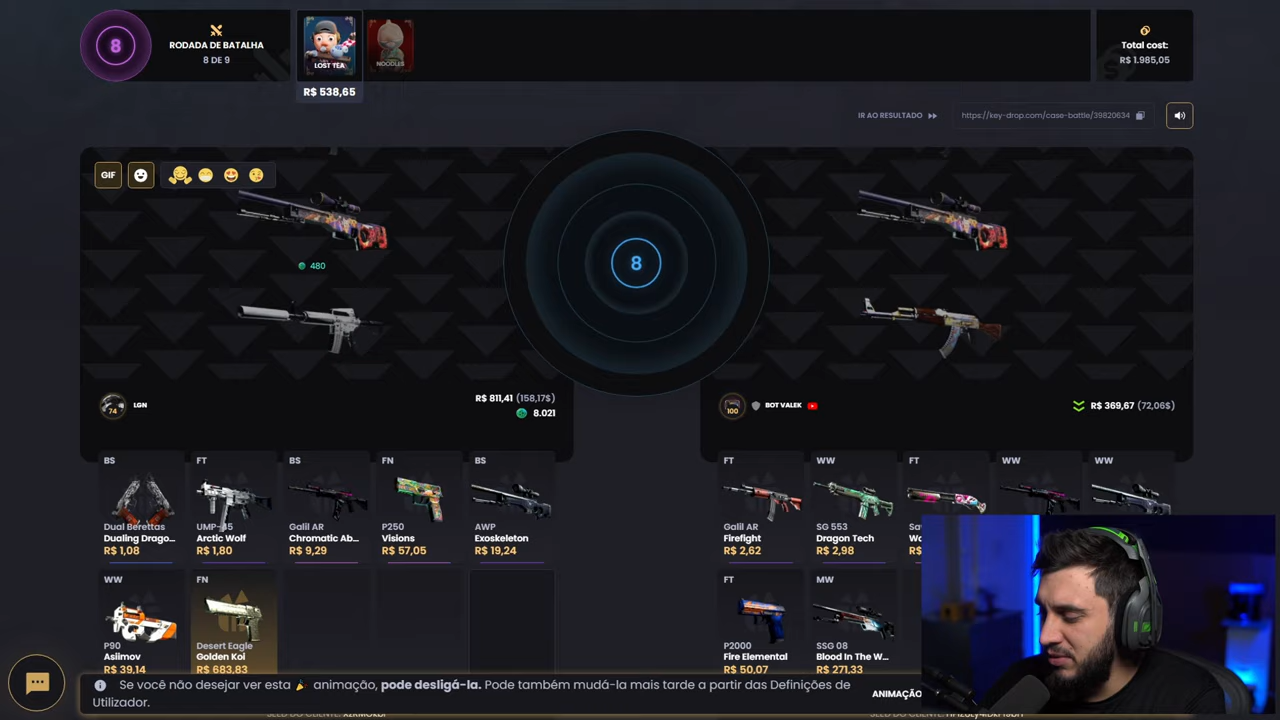 8
RODADA DE BATALHA
8 DE 9
LOST TEA
NOODLES
Total cost:
R$ 1.985,05
R$ 538,65
IR AO RESULTADO
https://key-drop.com/case-battle/39820634
GIF
480
8
74
LGN
R$ 811,41 (158,17$)
8.021
100
BOT VALEK
R$ 369,67 (72,06$)
BS
FT
BS
FN
BS
Dual Berettas
UMP-45
Galil AR
P250
AWP
Dualing Drago...
Arctic Wolf
Chromatic Ab...
Visions
Exoskeleton
R$ 1,08
R$ 1,80
R$ 9,29
R$ 57,05
R$ 19,24
FT
WW
FT
WW
WW
Galil AR
SG 553
Firefight
Dragon Tech
R$ 2,62
R$ 2,98
WW
FN
P90
Desert Eagle
Asiimov
Golden Koi
R$ 39,14
R$ 683,83
FT
MW
P2000
SSG 08
Fire Elemental
Blood In The W...
R$ 50,07
R$ 271,33
Se você não desejar ver esta animação, pode desligá-la. Pode também mudá-la mais tarde a partir das Definições de
Utilizador.
ANIMAÇÃO